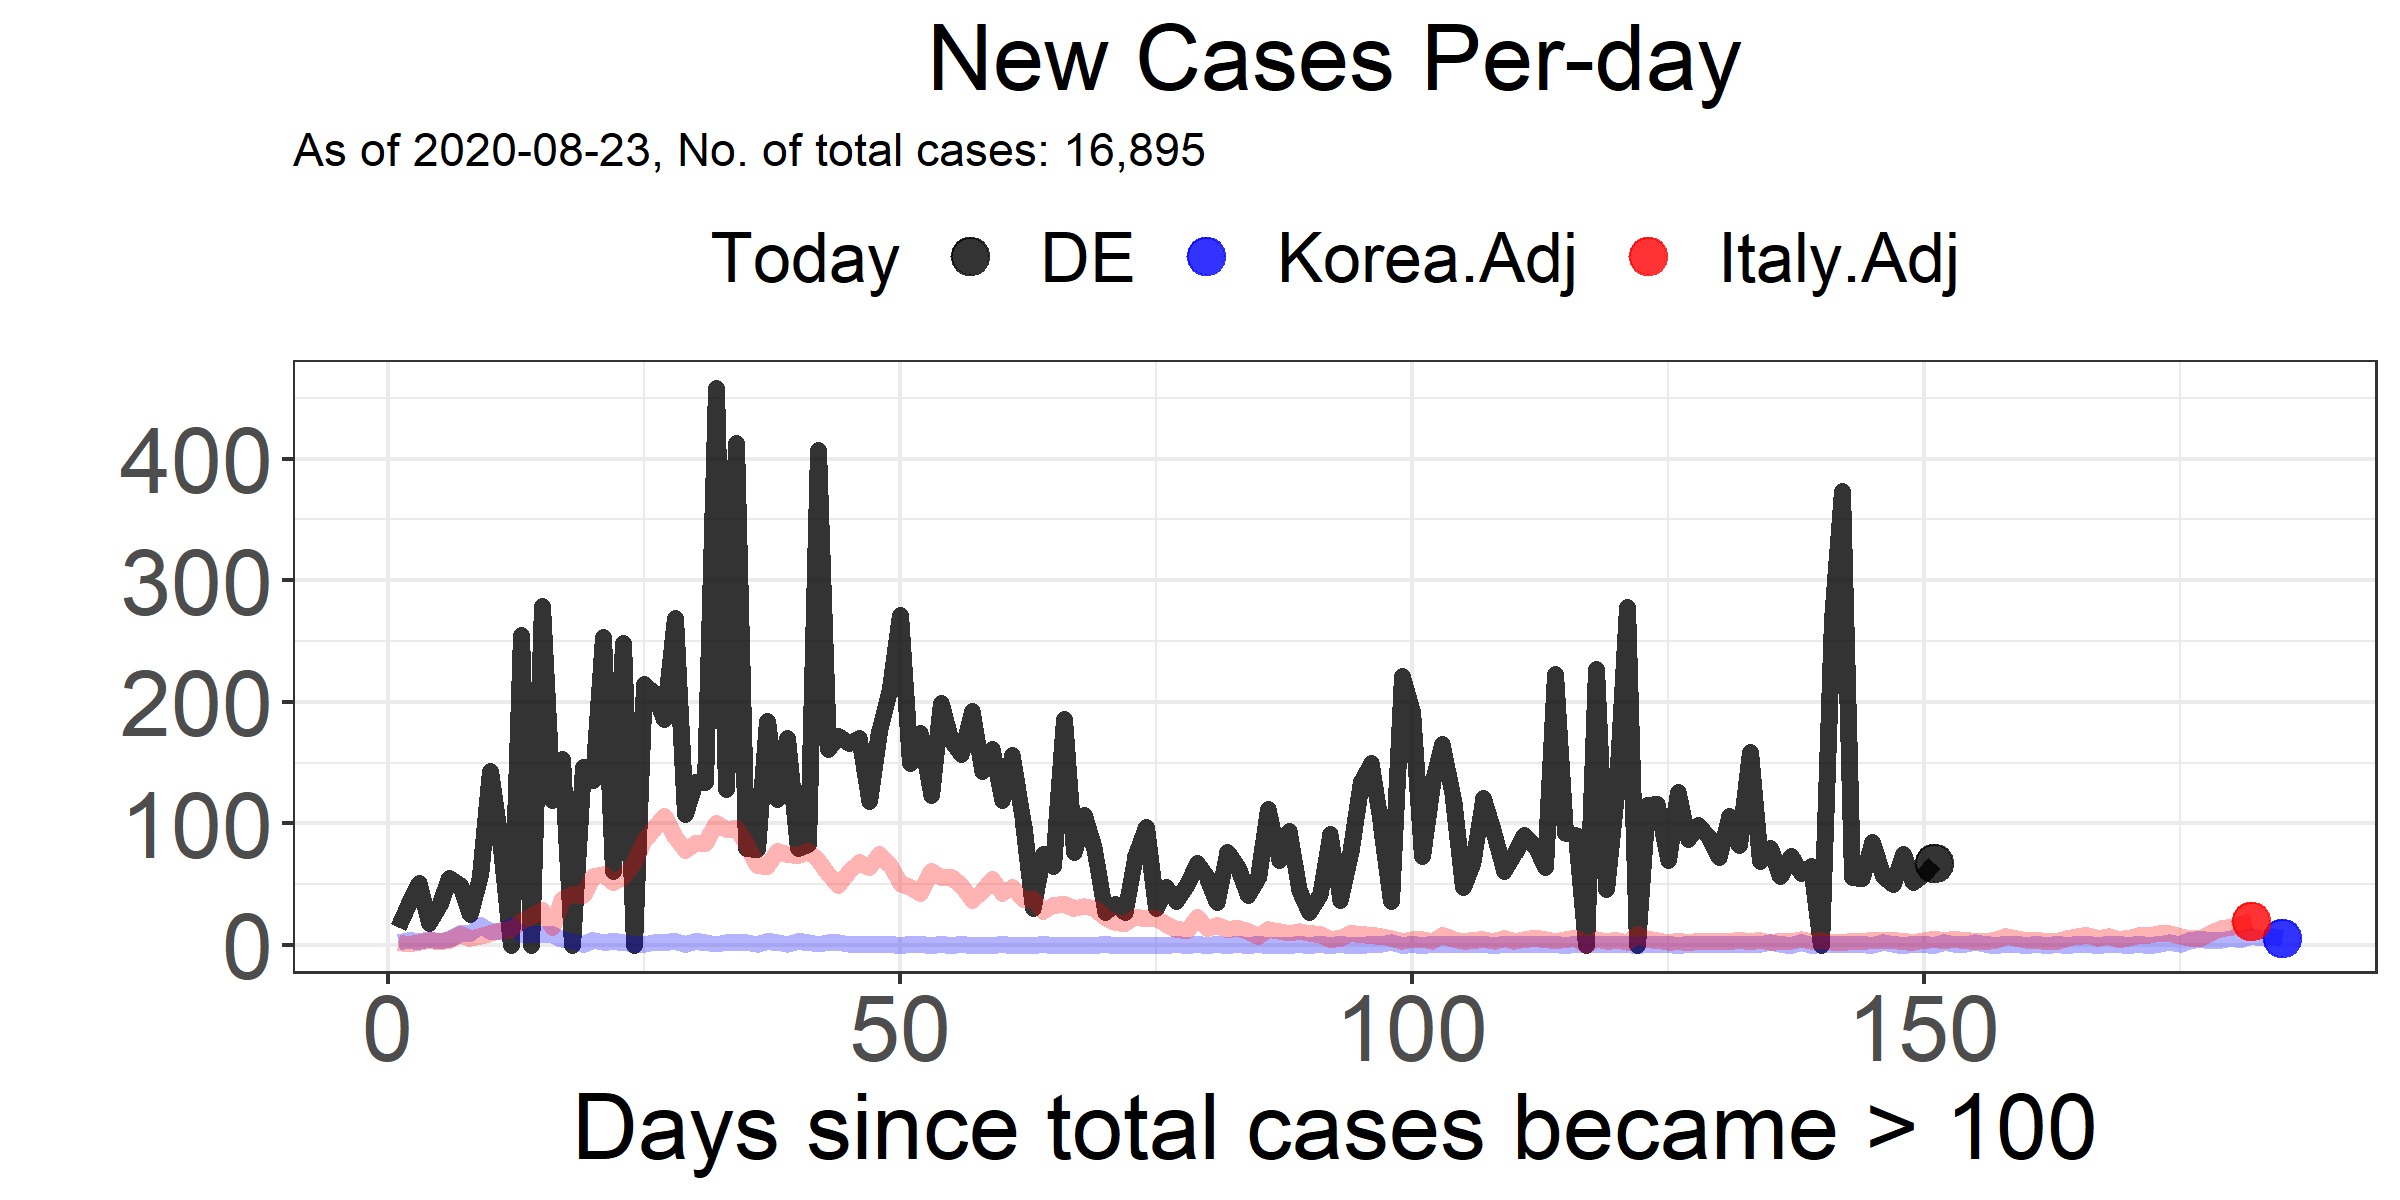 New Cases Per-day
As of 2020-08-23, No. of total cases: 16,895
Today DE Korea.Adj Italy.Adj
400
300
200
100
0
0 50 100 150
Days since total cases became > 100